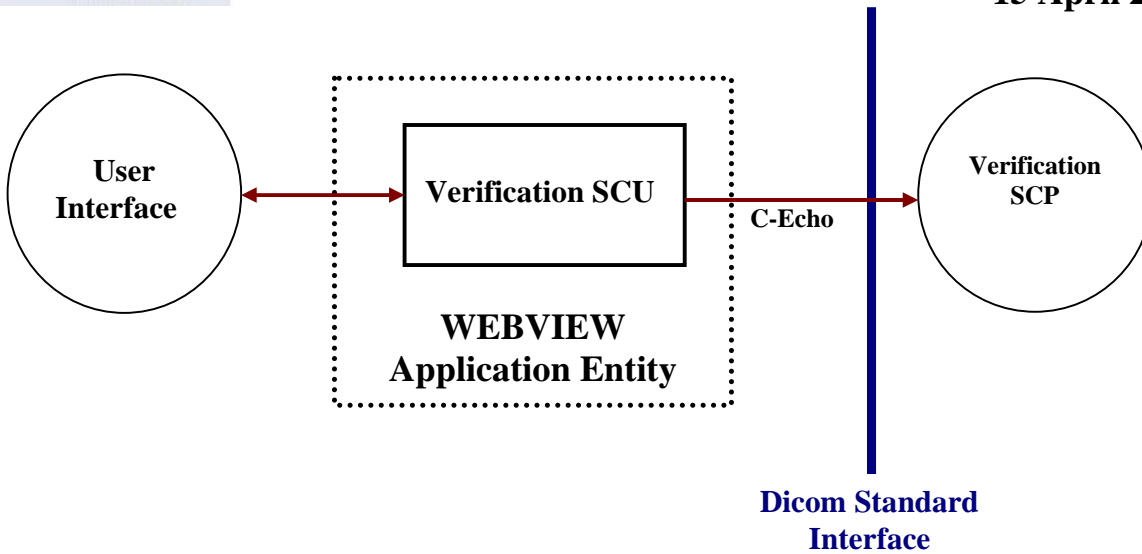 User
Interface
Verification SCU
C-Echo
Verification
SCP
WEBVIEW
Application Entity
Dicom Standard
Interface